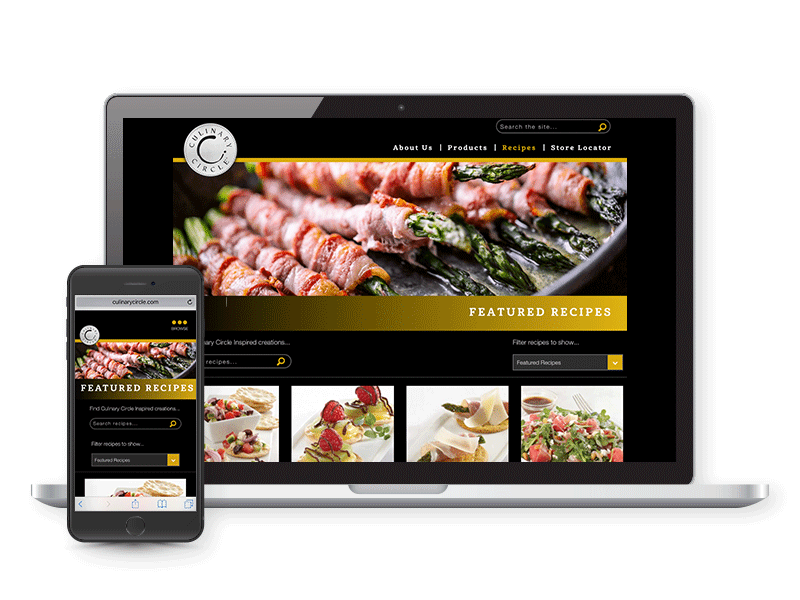 CULINARY CIRCLE
C
Search the site...
About Us | Products | Recipes | Store Locator
FEATURED RECIPES
nary Circle Inspired creations...
recipes...
Filter recipes to show...
Featured Recipes
culinarycircle.com
BROWSE
FEATURED RECIPES
Find Culinary Circle Inspired creations...
Search recipes...
Filter recipes to show...
Featured Recipes